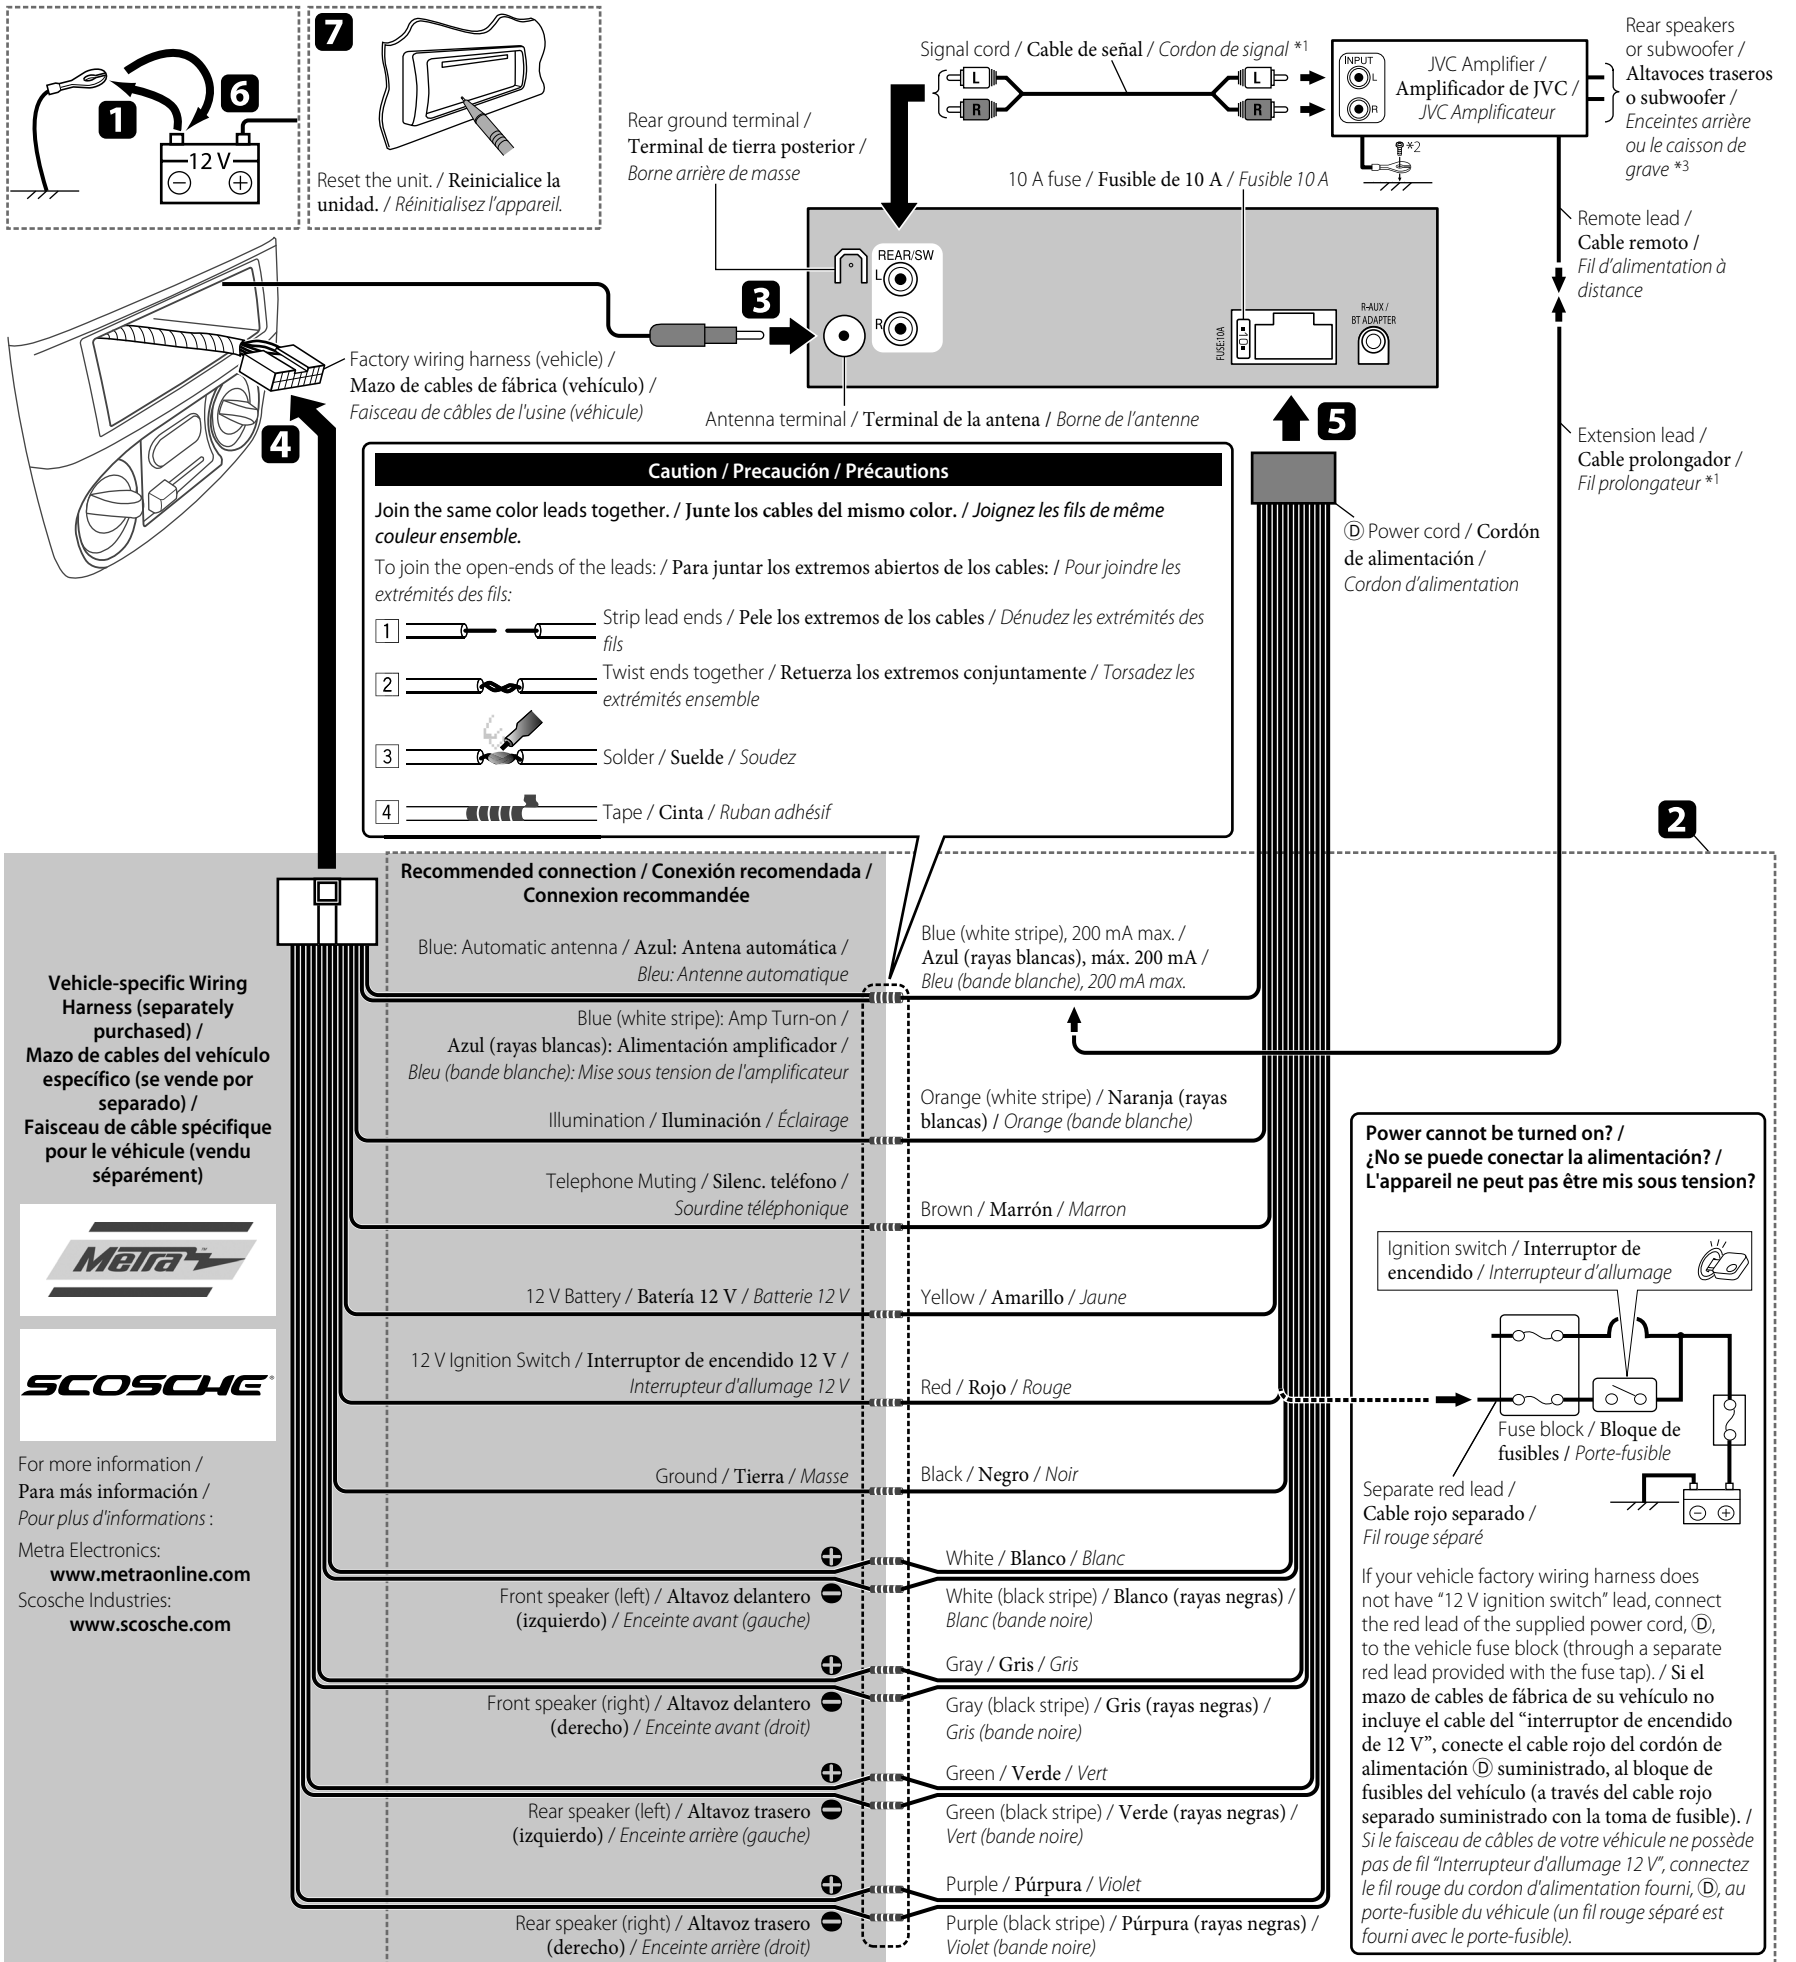 7
1
6
12 V
Reset the unit. / Reinicialice la
unidad. / Réinitialisez l'appareil.
Signal cord / Cable de señal / Cordon de signal *1
L
R
L
R
INPUT
L
R
JVC Amplifier /
Amplificador de JVC /
JVC Amplificateur
*2
Rear speakers
or subwoofer /
Altavoces traseros
o subwoofer /
Enceintes arrière
ou le caisson de
grave *3
Rear ground terminal /
Terminal de tierra posterior /
Borne arrière de masse
10 A fuse / Fusible de 10 A / Fusible 10 A
Remote lead /
Cable remoto /
Fil d'alimentation à
distance
REAR/SW
L
R
3
FUSE:10A
10
R-AUX /
BT ADAPTER
Factory wiring harness (vehicle) /
Mazo de cables de fábrica (vehículo) /
Faisceau de câbles de l'usine (véhicule)
4
Antenna terminal / Terminal de la antena / Borne de l'antenne
5
Extension lead /
Cable prolongador /
Fil prolongateur *1
Ⓓ Power cord / Cordón
de alimentación /
Cordon d'alimentation
Caution / Precaución / Précautions
Join the same color leads together. / Junte los cables del mismo color. / Joignez les fils de même
couleur ensemble.
To join the open-ends of the leads: / Para juntar los extremos abiertos de los cables: / Pour joindre les
extrémités des fils:
1 Strip lead ends / Pele los extremos de los cables / Dénudez les extrémités des
fils
2 Twist ends together / Retuerza los extremos conjuntamente / Torsadez les
extrémités ensemble
3 Solder / Suelde / Soudez
4 Tape / Cinta / Ruban adhésif
2
Recommended connection / Conexión recomendada /
Connexion recommandée
Vehicle-specific Wiring
Harness (separately
purchased) /
Mazo de cables del vehículo
específico (se vende por
separado) /
Faisceau de câble spécifique
pour le véhicule (vendu
séparément)
Metra
SCOSCHE
For more information /
Para más información /
Pour plus d'informations :
Metra Electronics:
www.metraonline.com
Scosche Industries:
www.scosche.com
Blue: Automatic antenna / Azul: Antena automática /
Bleu: Antenne automatique
Blue (white stripe), 200 mA max. /
Azul (rayas blancas), máx. 200 mA /
Bleu (bande blanche), 200 mA max.
Blue (white stripe): Amp Turn-on /
Azul (rayas blancas): Alimentación amplificador /
Bleu (bande blanche): Mise sous tension de l'amplificateur
Illumination / Iluminación / Éclairage
Orange (white stripe) / Naranja (rayas
blancas) / Orange (bande blanche)
Telephone Muting / Silenc. teléfono /
Sourdine téléphonique
Brown / Marrón / Marron
12 V Battery / Batería 12 V / Batterie 12 V
Yellow / Amarillo / Jaune
12 V Ignition Switch / Interruptor de encendido 12 V /
Interrupteur d'allumage 12 V
Red / Rojo / Rouge
Ground / Tierra / Masse
Black / Negro / Noir
White / Blanco / Blanc
Front speaker (left) / Altavoz delantero
(izquierdo) / Enceinte avant (gauche)
White (black stripe) / Blanco (rayas negras) /
Blanc (bande noire)
Gray / Gris / Gris
Front speaker (right) / Altavoz delantero
(derecho) / Enceinte avant (droit)
Gray (black stripe) / Gris (rayas negras) /
Gris (bande noire)
Green / Verde / Vert
Rear speaker (left) / Altavoz trasero
(izquierdo) / Enceinte arrière (gauche)
Green (black stripe) / Verde (rayas negras) /
Vert (bande noire)
Purple / Púrpura / Violet
Rear speaker (right) / Altavoz trasero
(derecho) / Enceinte arrière (droit)
Purple (black stripe) / Púrpura (rayas negras) /
Violet (bande noire)
Power cannot be turned on? /
¿No se puede conectar la alimentación? /
L'appareil ne peut pas être mis sous tension?
Ignition switch / Interruptor de
encendido / Interrupteur d'allumage
Fuse block / Bloque de
fusibles / Porte-fusible
Separate red lead /
Cable rojo separado /
Fil rouge séparé
If your vehicle factory wiring harness does
not have “12 V ignition switch” lead, connect
the red lead of the supplied power cord, Ⓓ,
to the vehicle fuse block (through a separate
red lead provided with the fuse tap). / Si el
mazo de cables de fábrica de su vehículo no
incluye el cable del “interruptor de encendido
de 12 V”, conecte el cable rojo del cordón de
alimentación Ⓓ suministrado, al bloque de
fusibles del vehículo (a través del cable rojo
separado suministrado con la toma de fusible). /
Si le faisceau de câbles de votre véhicule ne possède
pas de fil “Interrupteur d'allumage 12 V”, connectez
le fil rouge du cordon d'alimentation fourni, Ⓓ, au
porte-fusible du véhicule (un fil rouge séparé est
fourni avec le porte-fusible).